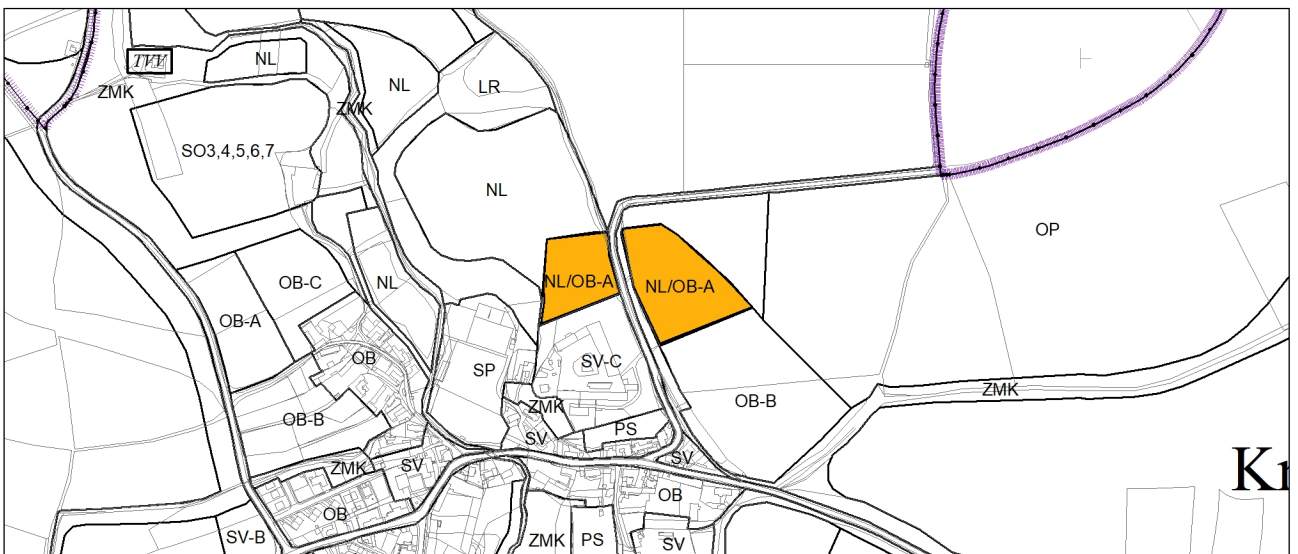 TVV
NL
ZMK
NL
LR
ZMK
SO3,4,5,6,7
NL
OP
OB-C
NL
NL/OB-A
NL/OB-A
OB-A
OB
SP
SV-C
ZMK
OB-B
ZMK
OB-B
PS
SV
SV
ZMK
SV
OB
OB
SV-B
ZMK
PS
SV